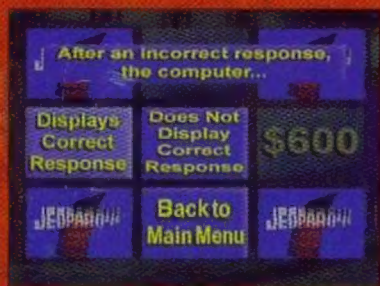 After an incorrect response,
the computer...
Displays
Correct
Response
Does Not
Display
Correct
Response
$600
Back to
Main Menu
JEOPARDY!
JEOPARDY!